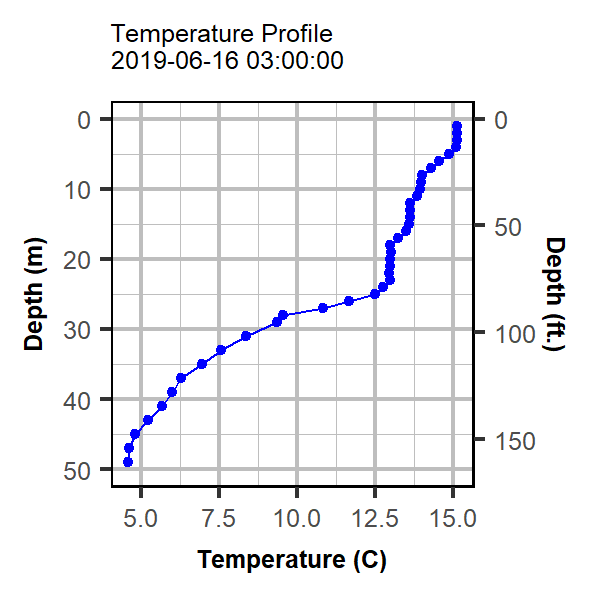 Temperature Profile
2019-06-16 03:00:00
0
10
20
30
40
50
Depth (m)
0
50
100
150
Depth (ft.)
5.0 7.5 10.0 12.5 15.0
Temperature (C)